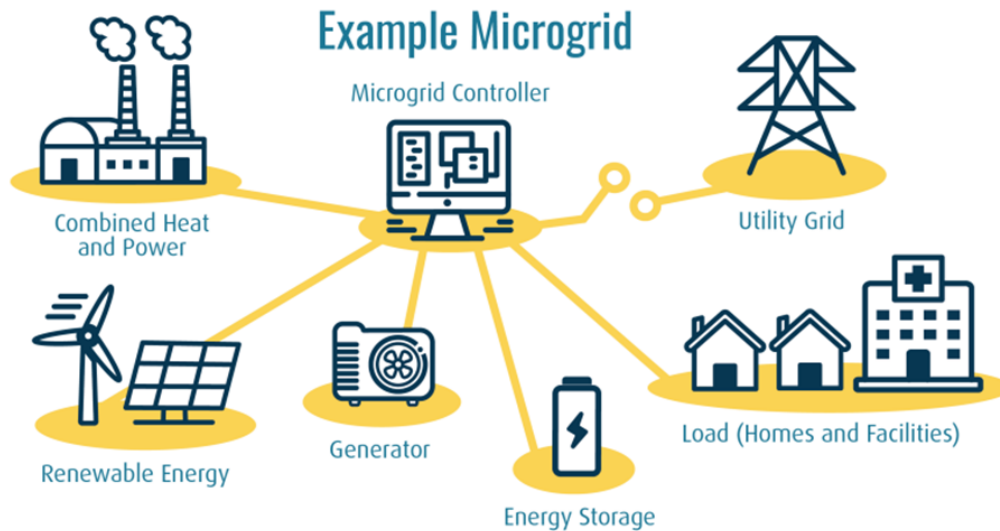 Example Microgrid
Microgrid Controller
Combined Heat
and Power
Utility Grid
Renewable Energy
Generator
Energy Storage
Load (Homes and Facilities)